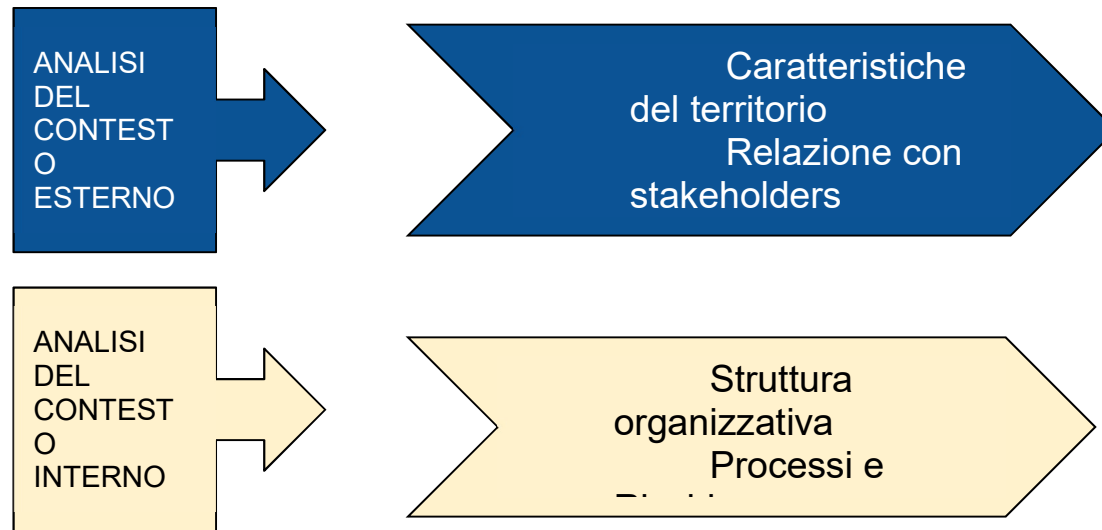 ANALISI
DEL
CONTEST
O
ESTERNO
Caratteristiche
del territorio
Relazione con
stakeholders
ANALISI
DEL
CONTEST
O
INTERNO
Struttura
organizzativa
Processi e